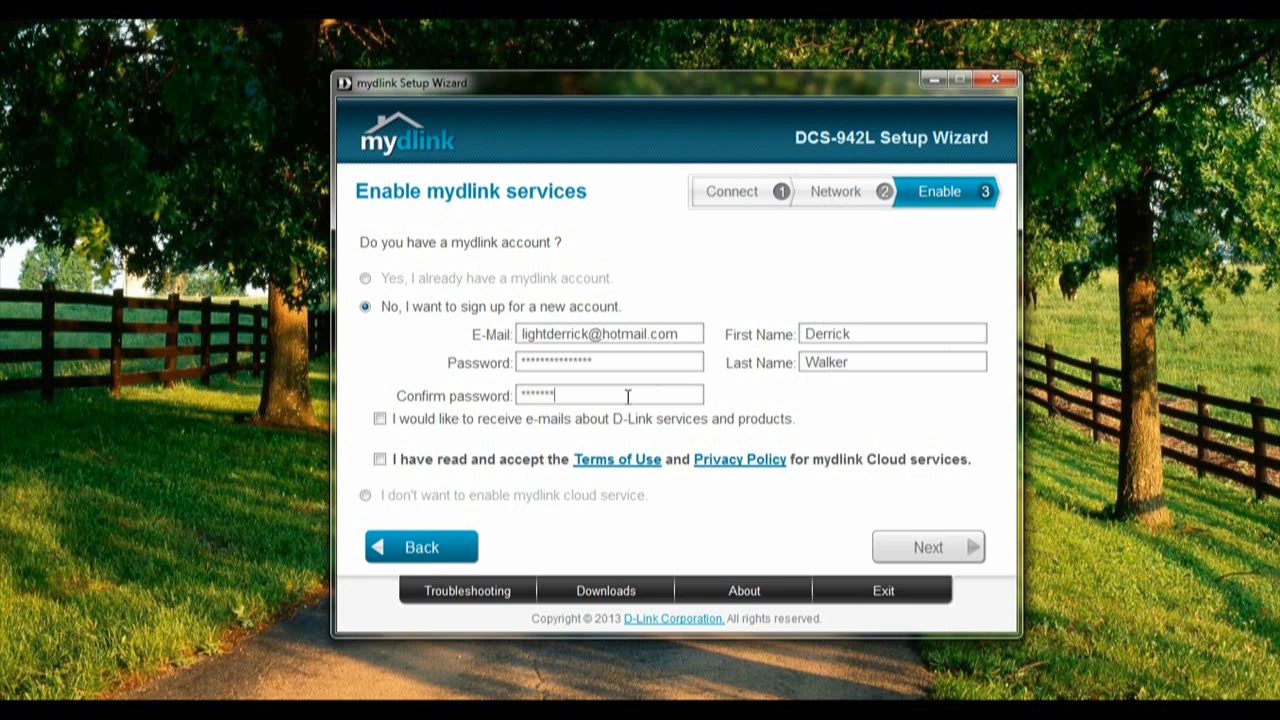 mydlink Setup Wizard
mydlink
DCS-942L Setup Wizard
Enable mydlink services
Connect 1 Network 2 Enable 3
Do you have a mydlink account ?
Yes, I already have a mydlink account.
No, I want to sign up for a new account.
E-Mail: lightderrick@hotmail.com First Name: Derrick
Password: *************** Last Name: Walker
Confirm password: *******
I would like to receive e-mails about D-Link services and products.
I have read and accept the Terms of Use and Privacy Policy for mydlink Cloud services.
I don't want to enable mydlink cloud service.
Back Next
Troubleshooting Downloads About Exit
Copyright © 2013 D-Link Corporation. All rights reserved.